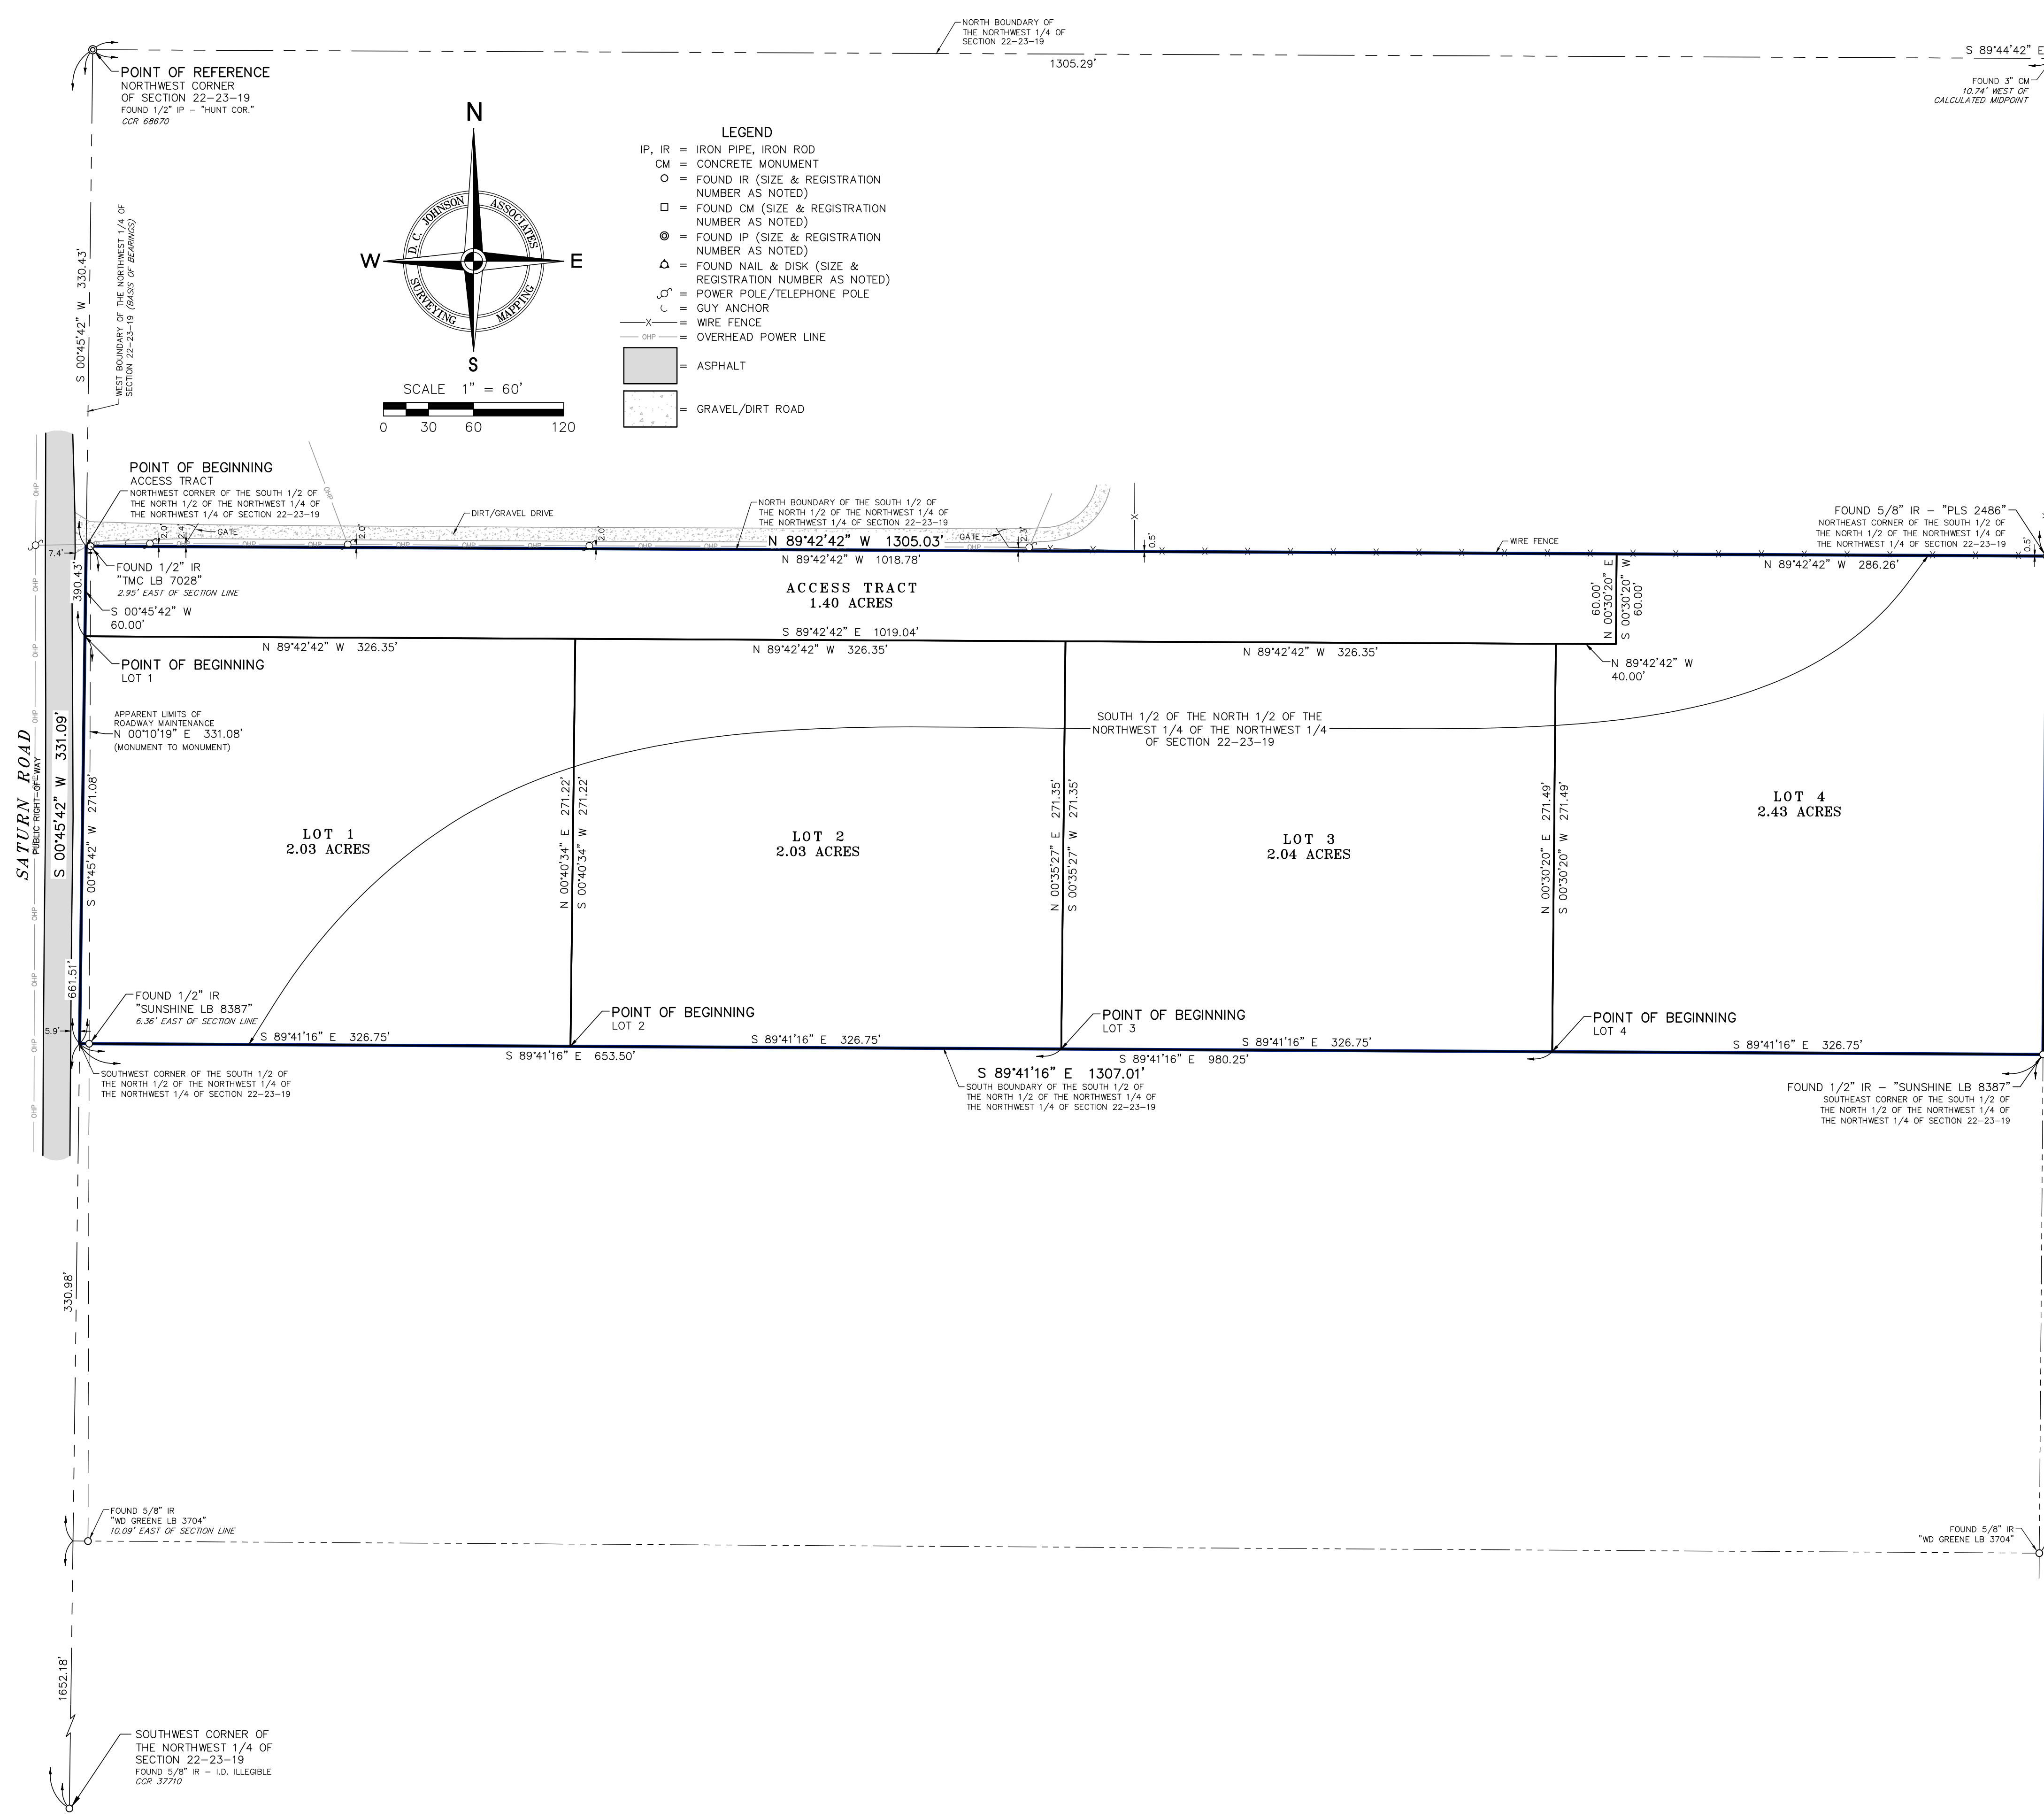 NORTH BOUNDARY OF
THE NORTHWEST 1/4 OF
SECTION 22-23-19
1305.29'
S 89°44'42" E
FOUND 3" CM
10.74' WEST OF
CALCULATED MIDPOINT
POINT OF REFERENCE
NORTHWEST CORNER
OF SECTION 22-23-19
FOUND 1/2" IP - "HUNT COR."
CCR 68670
S 00°45'42" W 330.43'
WEST BOUNDARY OF THE NORTHWEST 1/4 OF
SECTION 22-23-19 (BASIS OF BEARINGS)
N
W
E
S
D. C. JOHNSON
ASSOCIATES
SURVEYING
MAPPING
SCALE 1" = 60'
0 30 60 120
LEGEND
IP, IR = IRON PIPE, IRON ROD
CM = CONCRETE MONUMENT
= FOUND IR (SIZE & REGISTRATION
NUMBER AS NOTED)
= FOUND CM (SIZE & REGISTRATION
NUMBER AS NOTED)
= FOUND IP (SIZE & REGISTRATION
NUMBER AS NOTED)
= FOUND NAIL & DISK (SIZE &
REGISTRATION NUMBER AS NOTED)
= POWER POLE/TELEPHONE POLE
= GUY ANCHOR
X = WIRE FENCE
OHP = OVERHEAD POWER LINE
= ASPHALT
= GRAVEL/DIRT ROAD
POINT OF BEGINNING
ACCESS TRACT
NORTHWEST CORNER OF THE SOUTH 1/2 OF
THE NORTH 1/2 OF THE NORTHWEST 1/4 OF
THE NORTHWEST 1/4 OF SECTION 22-23-19
OHP
OHP
2.0'
2.4'
GATE
2.0'
DIRT/GRAVEL DRIVE
2.0'
NORTH BOUNDARY OF THE SOUTH 1/2 OF
THE NORTH 1/2 OF THE NORTHWEST 1/4 OF
THE NORTHWEST 1/4 OF SECTION 22-23-19
GATE
2.3'
X
0.5'
WIRE FENCE
FOUND 5/8" IR - "PLS 2486"
NORTHEAST CORNER OF THE SOUTH 1/2 OF
THE NORTH 1/2 OF THE NORTHWEST 1/4 OF
THE NORTHWEST 1/4 OF SECTION 22-23-19
0.5'
N 89°42'42" W 1305.03'
7.4'
390.43'
FOUND 1/2" IR
"TMC LB 7028"
2.95' EAST OF SECTION LINE
S 00°45'42" W
60.00'
N 89°42'42" W 1018.78'
ACCESS TRACT
1.40 ACRES
N 00°30'20" E
60.00'
S 00°30'20" W
60.00'
N 89°42'42" W 286.26'
S 89°42'42" E 1019.04'
N 89°42'42" W 326.35'
N 89°42'42" W 326.35'
N 89°42'42" W 326.35'
N 89°42'42" W
40.00'
POINT OF BEGINNING
LOT 1
APPARENT LIMITS OF
ROADWAY MAINTENANCE
N 00°10'19" E 331.08'
(MONUMENT TO MONUMENT)
SOUTH 1/2 OF THE NORTH 1/2 OF THE
NORTHWEST 1/4 OF THE NORTHWEST 1/4
OF SECTION 22-23-19
SATURN ROAD
PUBLIC RIGHT-OF-WAY
S 00°45'42" W 331.09'
S 00°45'42" W 271.08'
LOT 1
2.03 ACRES
N 00°40'34" E 271.22'
S 00°40'34" W 271.22'
LOT 2
2.03 ACRES
N 00°35'27" E 271.35'
S 00°35'27" W 271.35'
LOT 3
2.04 ACRES
N 00°30'20" E 271.49'
S 00°30'20" W 271.49'
LOT 4
2.43 ACRES
661.51'
5.9'
FOUND 1/2" IR
"SUNSHINE LB 8387"
6.36' EAST OF SECTION LINE
POINT OF BEGINNING
LOT 2
POINT OF BEGINNING
LOT 3
POINT OF BEGINNING
LOT 4
S 89°41'16" E 326.75'
S 89°41'16" E 326.75'
S 89°41'16" E 326.75'
S 89°41'16" E 326.75'
S 89°41'16" E 653.50'
S 89°41'16" E 980.25'
S 89°41'16" E 1307.01'
SOUTHWEST CORNER OF THE SOUTH 1/2 OF
THE NORTH 1/2 OF THE NORTHWEST 1/4 OF
THE NORTHWEST 1/4 OF SECTION 22-23-19
SOUTH BOUNDARY OF THE SOUTH 1/2 OF
THE NORTH 1/2 OF THE NORTHWEST 1/4 OF
THE NORTHWEST 1/4 OF SECTION 22-23-19
FOUND 1/2" IR - "SUNSHINE LB 8387"
SOUTHEAST CORNER OF THE SOUTH 1/2 OF
THE NORTH 1/2 OF THE NORTHWEST 1/4 OF
THE NORTHWEST 1/4 OF SECTION 22-23-19
330.98'
FOUND 5/8" IR
"WD GREENE LB 3704"
10.09' EAST OF SECTION LINE
FOUND 5/8" IR
"WD GREENE LB 3704"
1652.18'
SOUTHWEST CORNER OF
THE NORTHWEST 1/4 OF
SECTION 22-23-19
FOUND 5/8" IR - I.D. ILLEGIBLE
CCR 37710